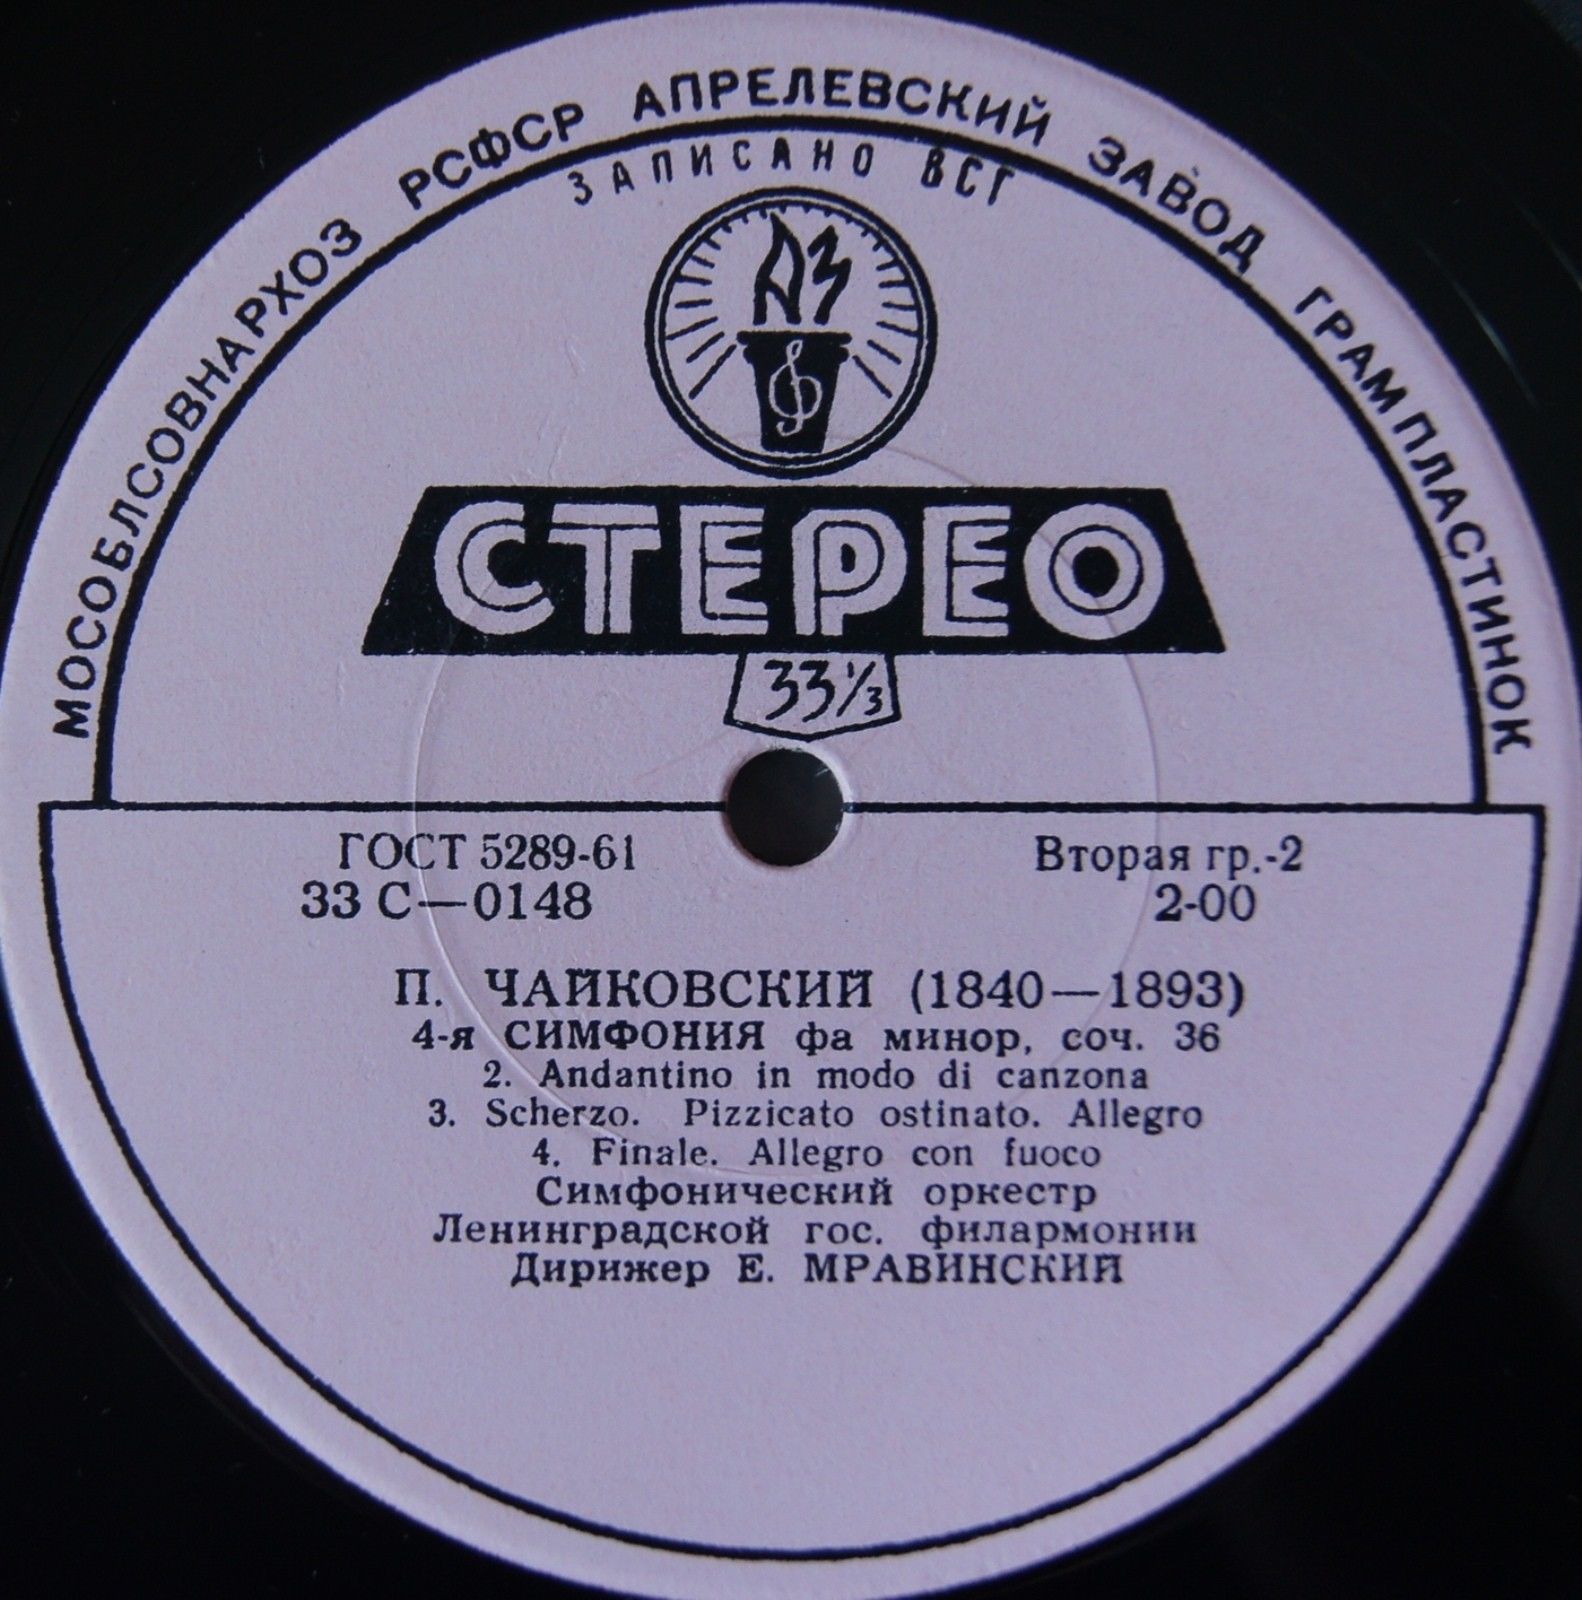 МОСОБЛСОВНАРХОЗ РСФСР АПРЕЛЕВСКИЙ ЗАВОД ГРАМПЛАСТИНОК
ЗАПИСАНО ВСГ
АЗ
СТЕРЕО
33 1/3
ГОСТ 5289-61
Вторая гр.-2
33 С—0148
2-00
П. ЧАЙКОВСКИЙ (1840—1893)
4-я СИМФОНИЯ фа минор, соч. 36
2. Andantino in modo di canzona
3. Scherzo. Pizzicato ostinato. Allegro
4. Finale. Allegro con fuoco
Симфонический оркестр
Ленинградской гос. филармонии
Дирижер Е. МРАВИНСКИЙ